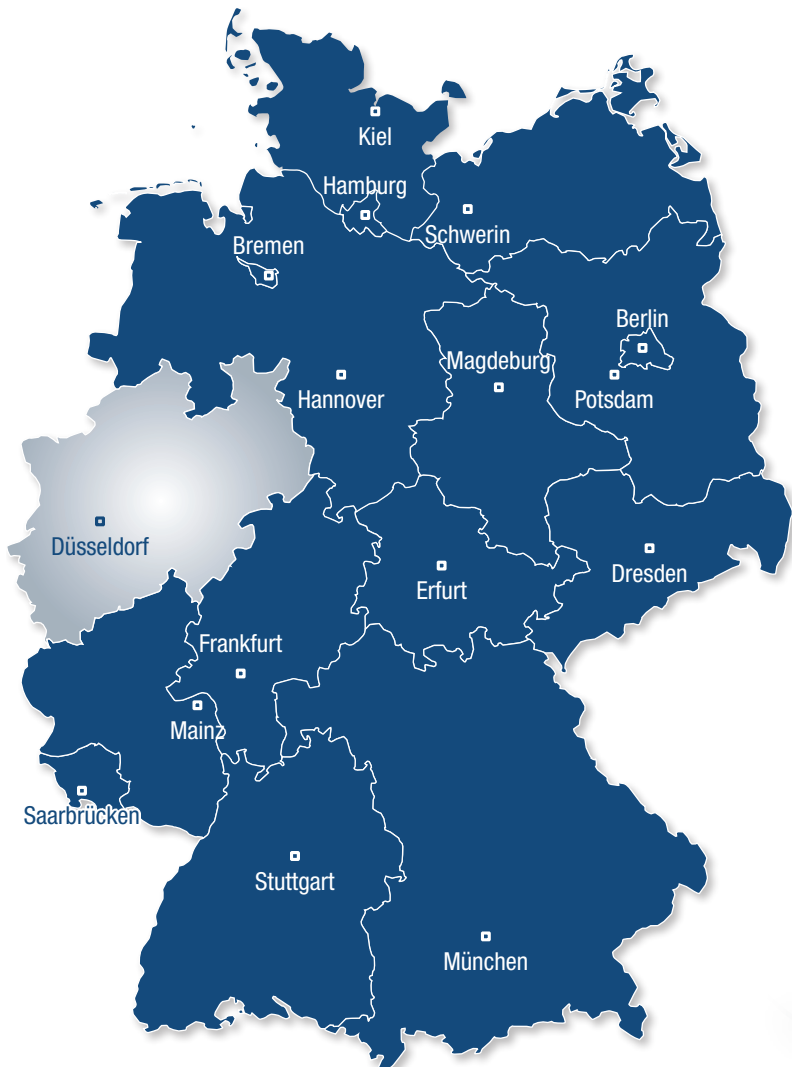 Kiel
Hamburg
Schwerin
Bremen
Berlin
Magdeburg
Hannover
Potsdam
Düsseldorf
Erfurt
Dresden
Frankfurt
Mainz
Saarbrücken
Stuttgart
München